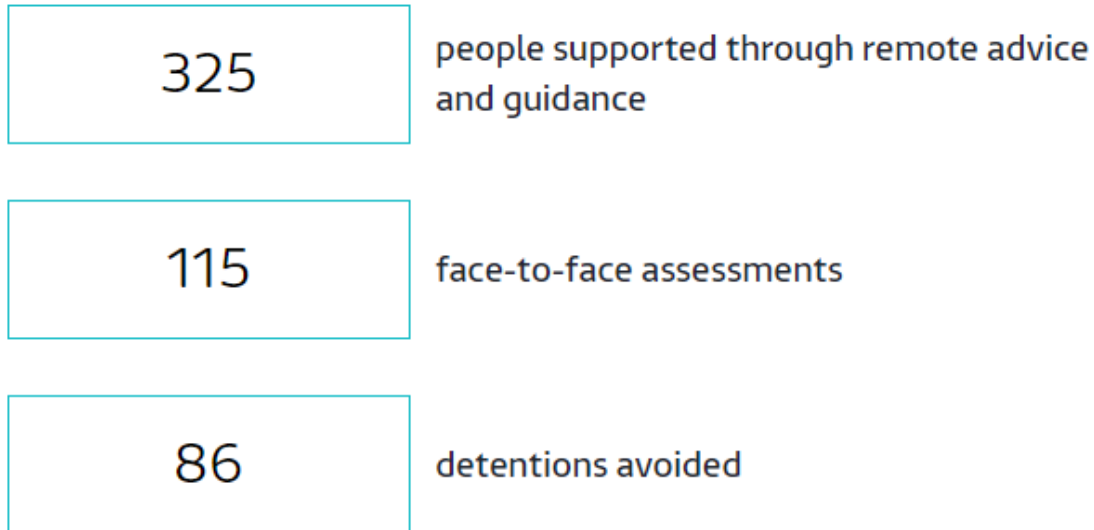 325
people supported through remote advice
and guidance
115
face-to-face assessments
86
detentions avoided